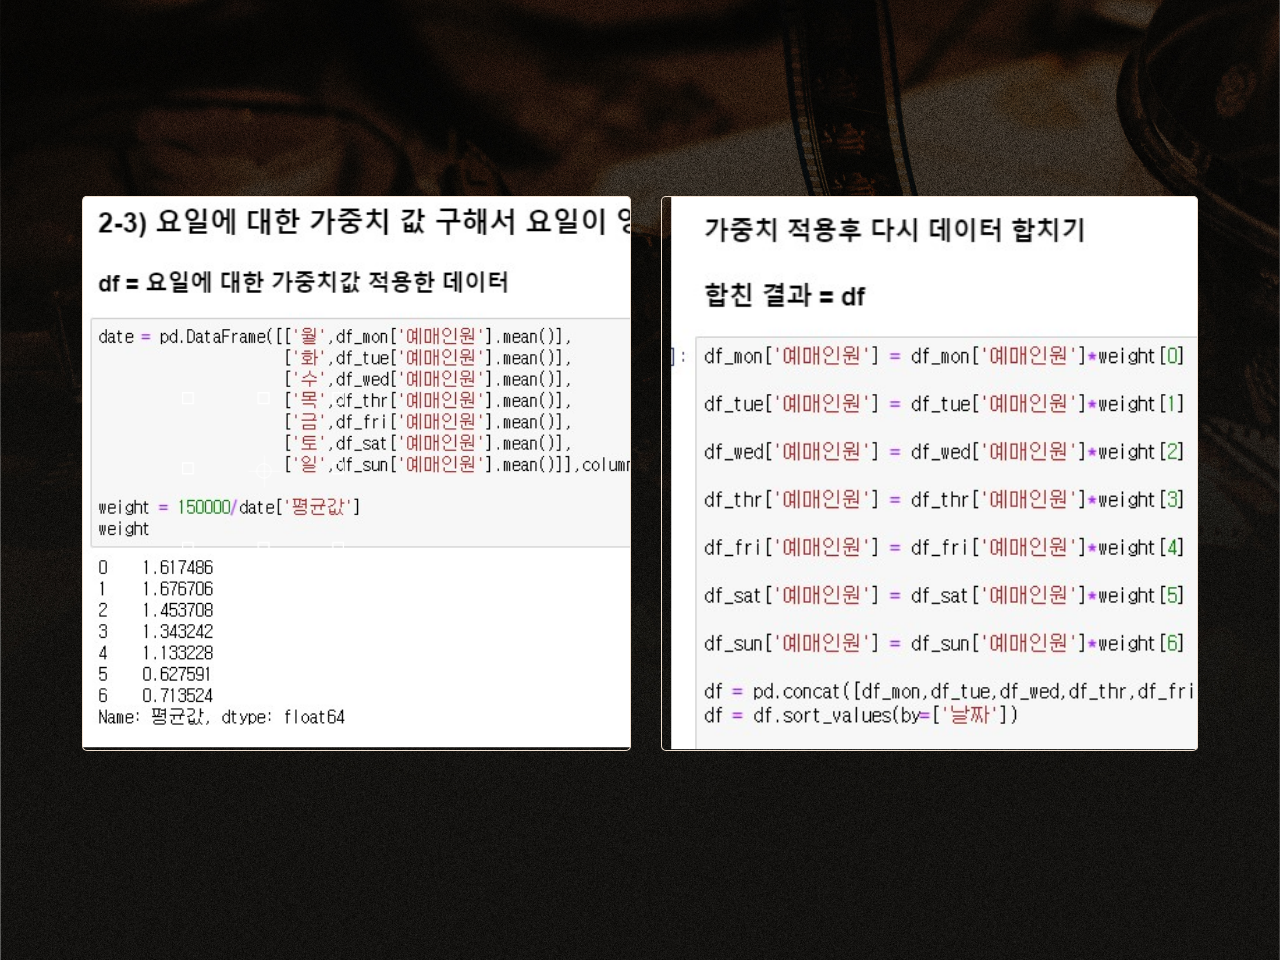 2-3) 요일에 대한 가중치 값 구해서 요일이
df = 요일에 대한 가중치값 적용한 데이터
date = pd.DataFrame([['월',df_mon['예매인원'].mean()],
['화',df_tue['예매인원'].mean()],
['수',df_wed['예매인원'].mean()],
['목',df_thr['예매인원'].mean()],
['금',df_fri['예매인원'].mean()],
['토',df_sat['예매인원'].mean()],
['일',df_sun['예매인원'].mean()]],colum
weight = 150000/date['평균값']
weight
0 1.617486
1 1.676706
2 1.453708
3 1.343242
4 1.133228
5 0.627591
6 0.713524
Name: 평균값, dtype: float64
가중치 적용후 다시 데이터 합치기
합친 결과 = df
]:
df_mon['예매인원'] = df_mon['예매인원']*weight[0]
df_tue['예매인원'] = df_tue['예매인원']*weight[1]
df_wed['예매인원'] = df_wed['예매인원']*weight[2]
df_thr['예매인원'] = df_thr['예매인원']*weight[3]
df_fri['예매인원'] = df_fri['예매인원']*weight[4]
df_sat['예매인원'] = df_sat['예매인원']*weight[5]
df_sun['예매인원'] = df_sun['예매인원']*weight[6]
df = pd.concat([df_mon,df_tue,df_wed,df_thr,df_fri
df = df.sort_values(by=['날짜'])